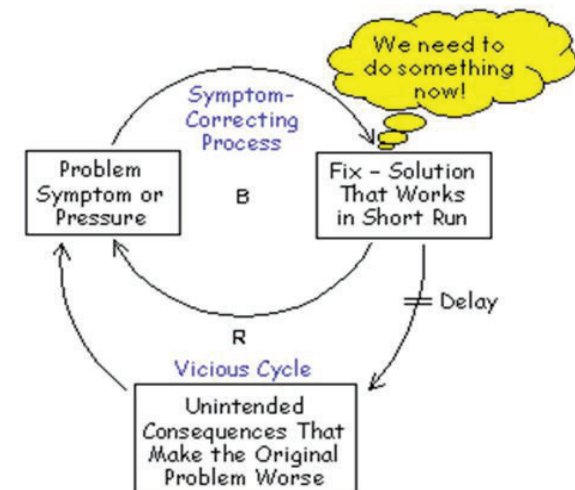 We need to
do something
now!
Symptom-
Correcting
Process
Problem
Symptom or
Pressure
B
Fix – Solution
That Works
in Short Run
Delay
R
Vicious Cycle
Unintended
Consequences That
Make the Original
Problem Worse